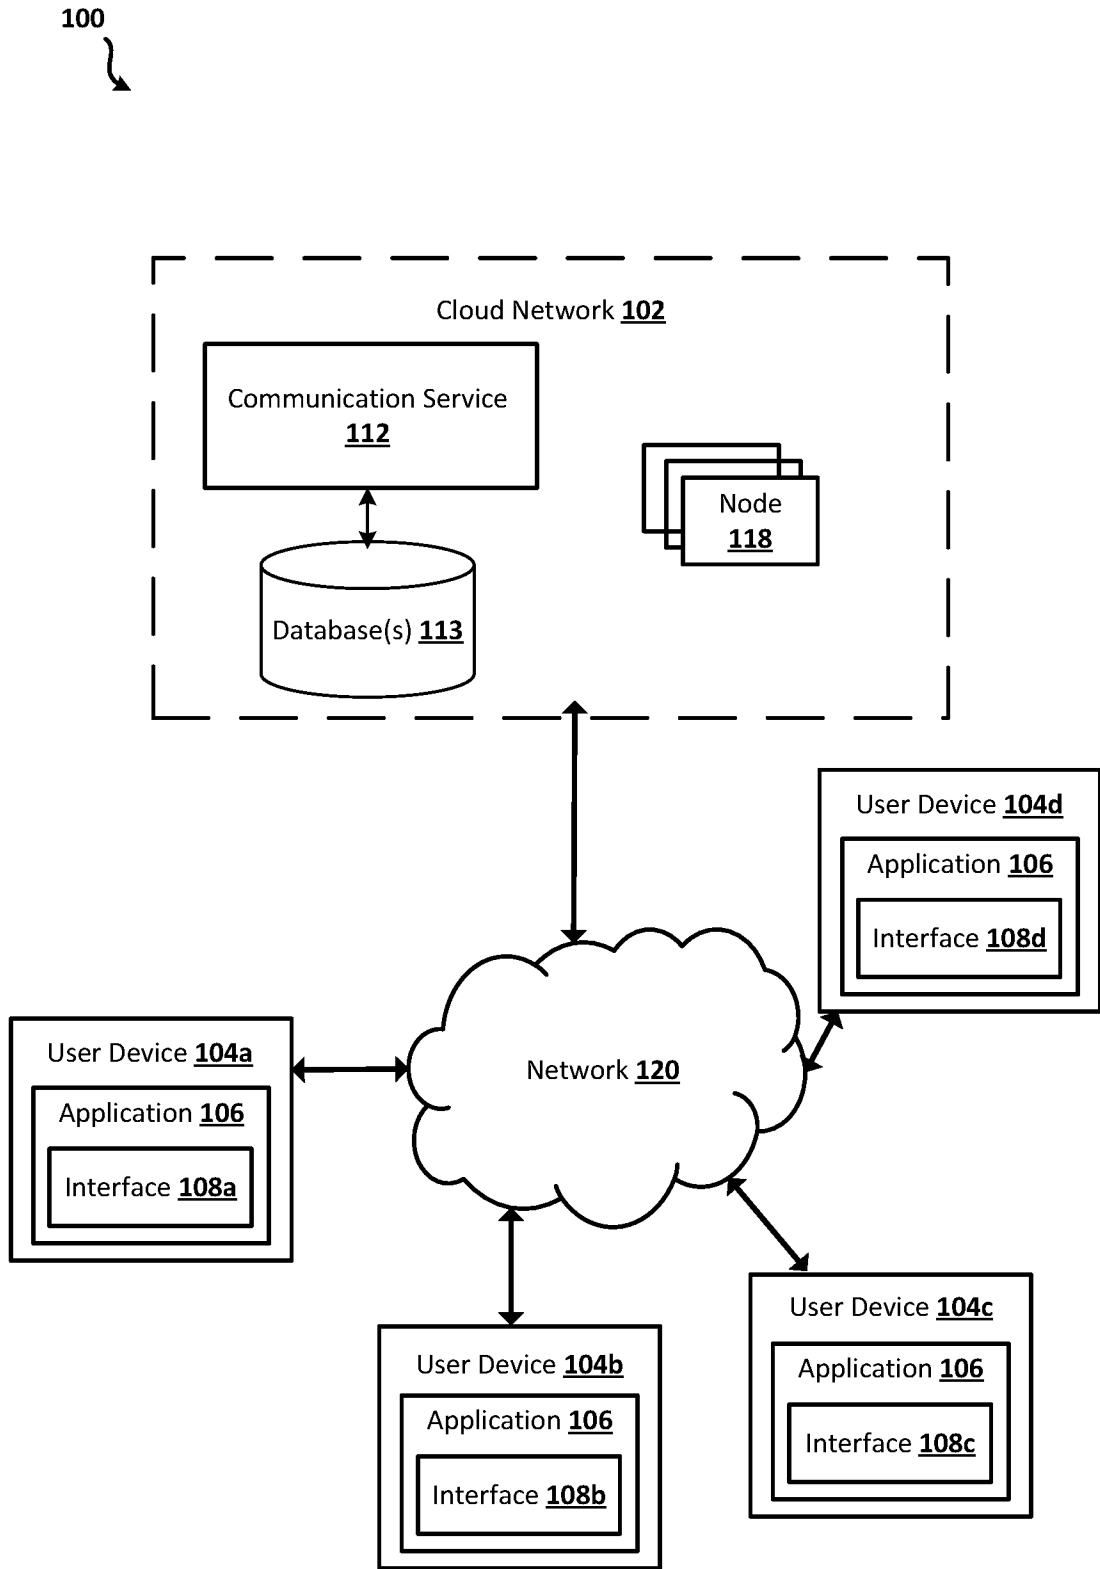 100
Cloud Network 102
Communication Service
112
Node
118
Database(s) 113
User Device 104d
Application 106
Interface 108d
Network 120
User Device 104a
Application 106
Interface 108a
User Device 104c
Application 106
Interface 108c
User Device 104b
Application 106
Interface 108b